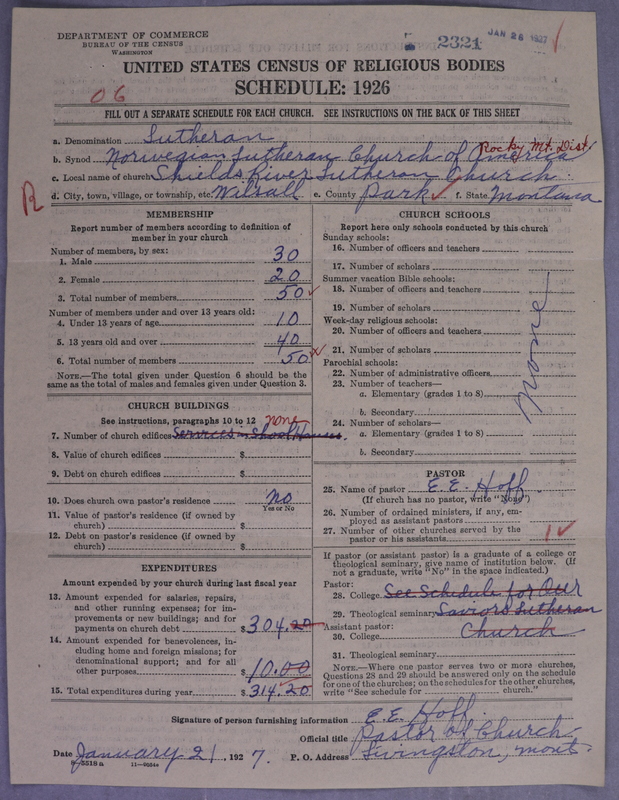 DEPARTMENT OF COMMERCE
BUREAU OF THE CENSUS
WASHINGTON
2321
JAN 26 1927
UNITED STATES CENSUS OF RELIGIOUS BODIES
SCHEDULE: 1926
06
FILL OUT A SEPARATE SCHEDULE FOR EACH CHURCH. SEE INSTRUCTIONS ON THE BACK OF THIS SHEET
a. Denomination Lutheran
Rocky Mt. Dist.
b. Synod Norwegian Lutheran Church of America
c. Local name of church Shields River Lutheran Church.
R
d. City, town, village, or township, etc. Wilsall e. County Park f. State Montana
MEMBERSHIP
Report number of members according to definition of
member in your church
Number of members, by sex:
1. Male 30
2. Female 20
3. Total number of members 50
Number of members under and over 13 years old:
4. Under 13 years of age 10
5. 13 years old and over 40
6. Total number of members 50
NOTE.—The total given under Question 6 should be
same as the total of males and females given under Question 3.
CHURCH BUILDINGS
See instructions, paragraphs 10 to 12 none
7. Number of church edifices Services in Shool Houses.
8. Value of church edifices $
9. Debt on church edifices $
10. Does church own pastor's residence No
Yes or No
11. Value of pastor's residence (if owned by
church) $
12. Debt on pastor's residence (if owned by
church) $
EXPENDITURES
Amount expended by your church during last fiscal year
13. Amount expended for salaries, repairs,
and other running expenses; for im-
provements or new buildings; and for
payments on church debt $ 304.20
14. Amount expended for benevolences, in-
cluding home and foreign missions; for
denominational support; and for all
other purposes $ 10.00
15. Total expenditures during year $ 314.20
CHURCH SCHOOLS
Report here only schools conducted by this church
Sunday schools:
16. Number of officers and teachers
17. Number of scholars
Summer vacation Bible schools:
18. Number of officers and teachers
19. Number of scholars
Week-day religious schools:
20. Number of officers and teachers
21. Number of scholars
Parochial schools:
22. Number of administrative officers
23. Number of teachers—
a. Elementary (grades 1 to 8)
b. Secondary
24. Number of scholars—
a. Elementary (grades 1 to 8)
b. Secondary
None
PASTOR
25. Name of pastor E. E. Hoff.
(If church has no pastor, write "None")
26. Number of ordained ministers, if any, em-
ployed as assistant pastors
27. Number of other churches served by the
pastor or his assistants 1
If pastor (or assistant pastor) is a graduate of a college or
theological seminary, give name of institution below. (If
not a graduate, write "No" in the space indicated.)
Pastor:
28. College See Schedule for Our
29. Theological seminary Saviors Lutheran
Assistant pastor: Church
30. College
31. Theological seminary
NOTE.—Where one pastor serves two or more churches,
Questions 28 and 29 should be answered only on the schedule
for one of the churches; on the schedules for the other churches,
write "See schedule for church."
Signature of person furnishing information E. E. Hoff.
Official title Pastor of Church
Date January 21, 1927. P. O. Address Livingston, Mont.
8-5518 a 11-9034a